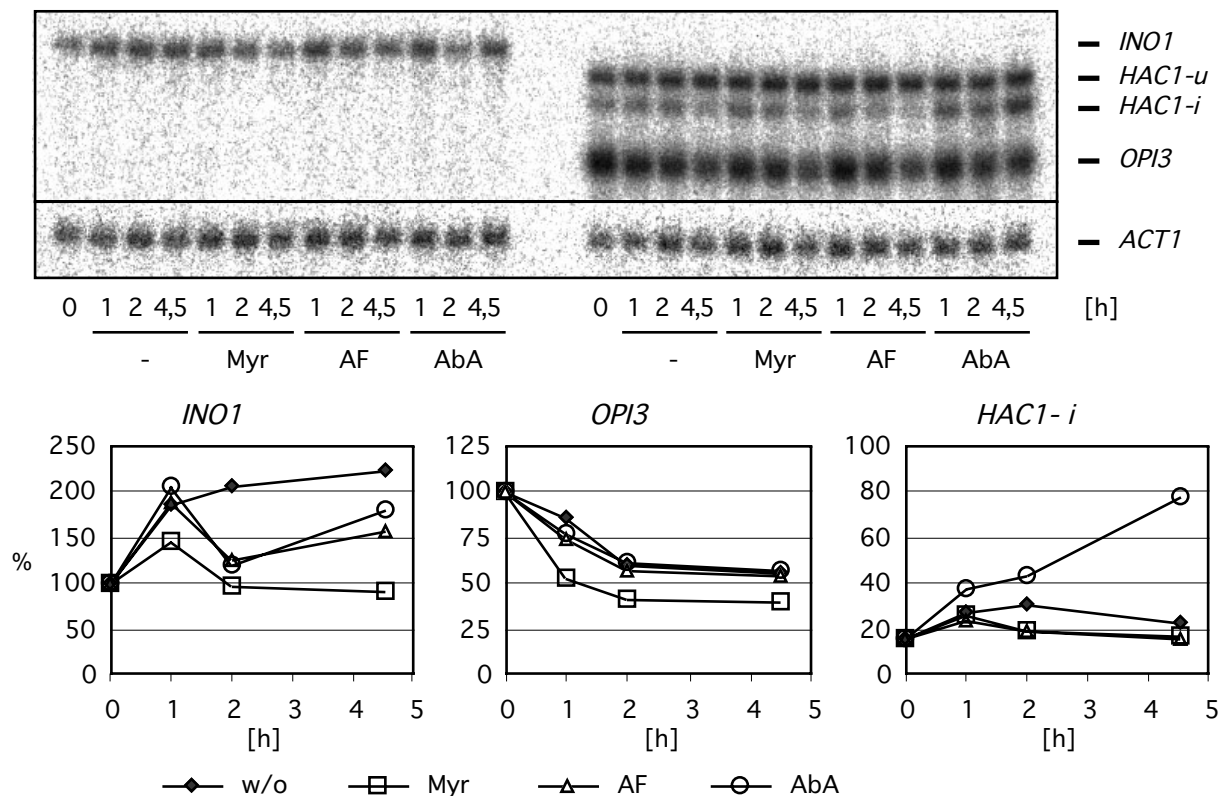 INO1
HAC1-u
HAC1-i
OPI3
ACT1
0 1 2 4,5 1 2 4,5 1 2 4,5 1 2 4,5 0 1 2 4,5 1 2 4,5 1 2 4,5 1 2 4,5 [h]
- Myr AF AbA - Myr AF AbA
INO1 OPI3 HAC1- i
250 125 100
200 100 80
150 75 60
% 100 50 40
50 25 20
0 0 0
0 1 2 3 4 5 0 1 2 3 4 5 0 1 2 3 4 5
[h] [h] [h]
w/o Myr AF AbA